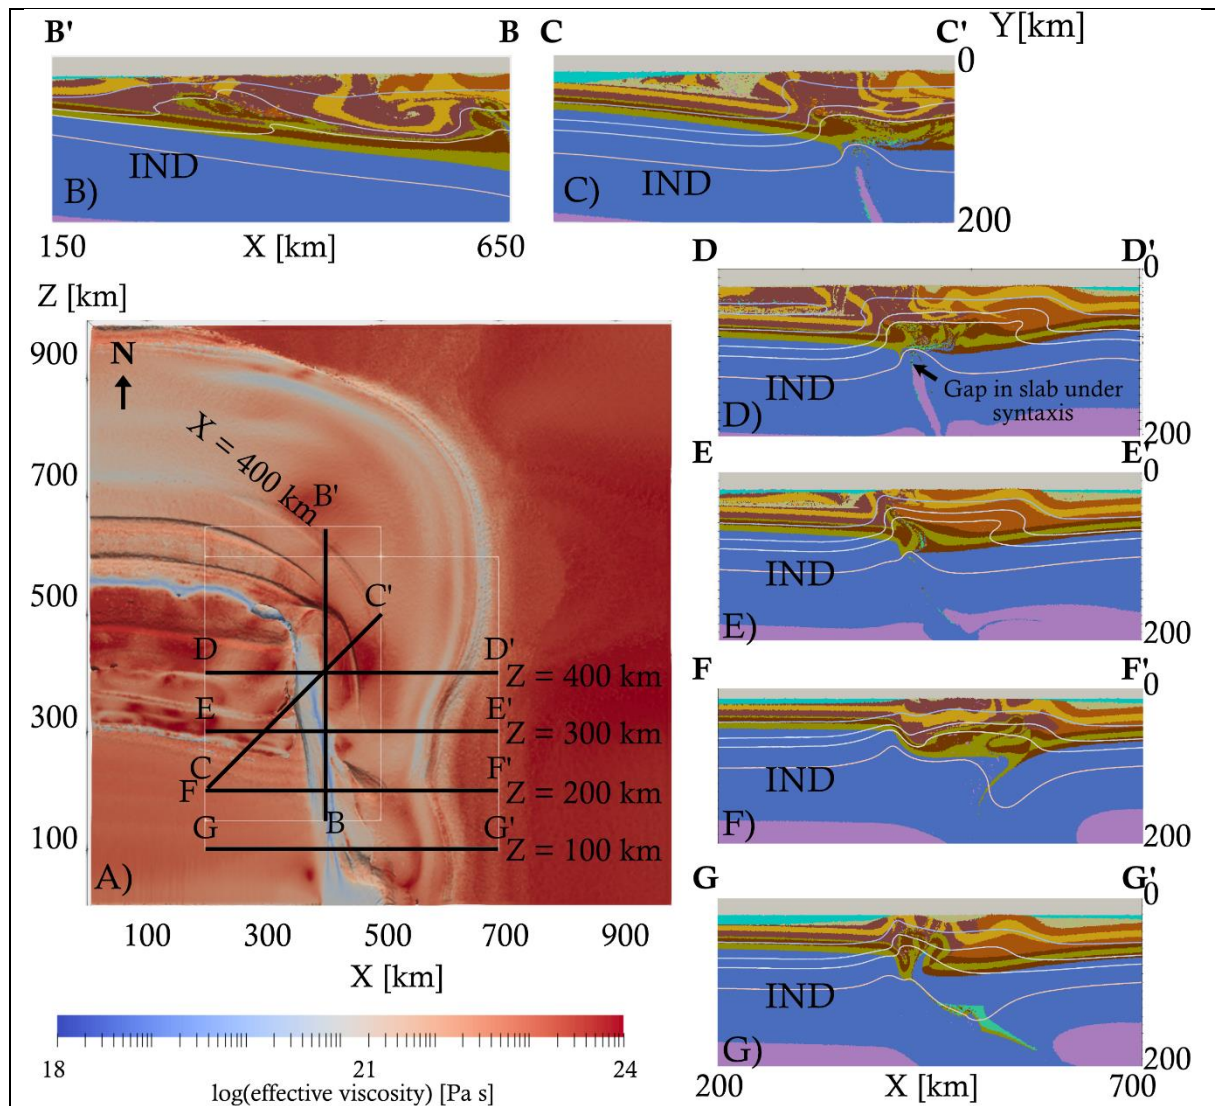 B'
B
C
C'
Y[km]
0
IND
B)
IND
C)
150
650
X [km]
200
D
D'
0
IND
Gap in slab under
syntaxis
D)
200
Z [km]
900
700
500
300
100
N
X = 400 km
B'
C'
D
D'
Z = 400 km
E
E'
Z = 300 km
C
F
F'
Z = 200 km
B
G
G'
Z = 100 km
A)
100
300
500
700
900
X [km]
18
21
24
log(effective viscosity) [Pa s]
E
E'
0
IND
E)
200
F
F'
0
IND
F)
200
G
G'
0
IND
G)
200
200
700
X [km]